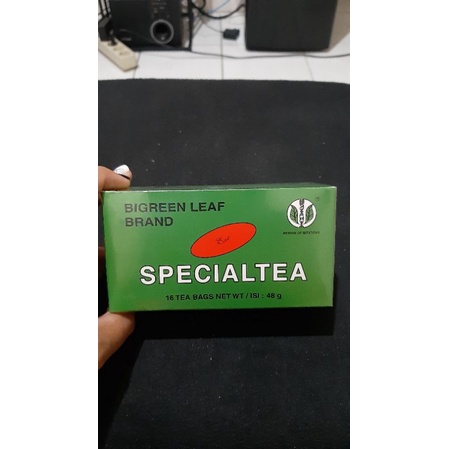 BIGREEN LEAF
BRAND
SPECIALTEA
16 TEA BAGS NET WT / ISI : 48 g